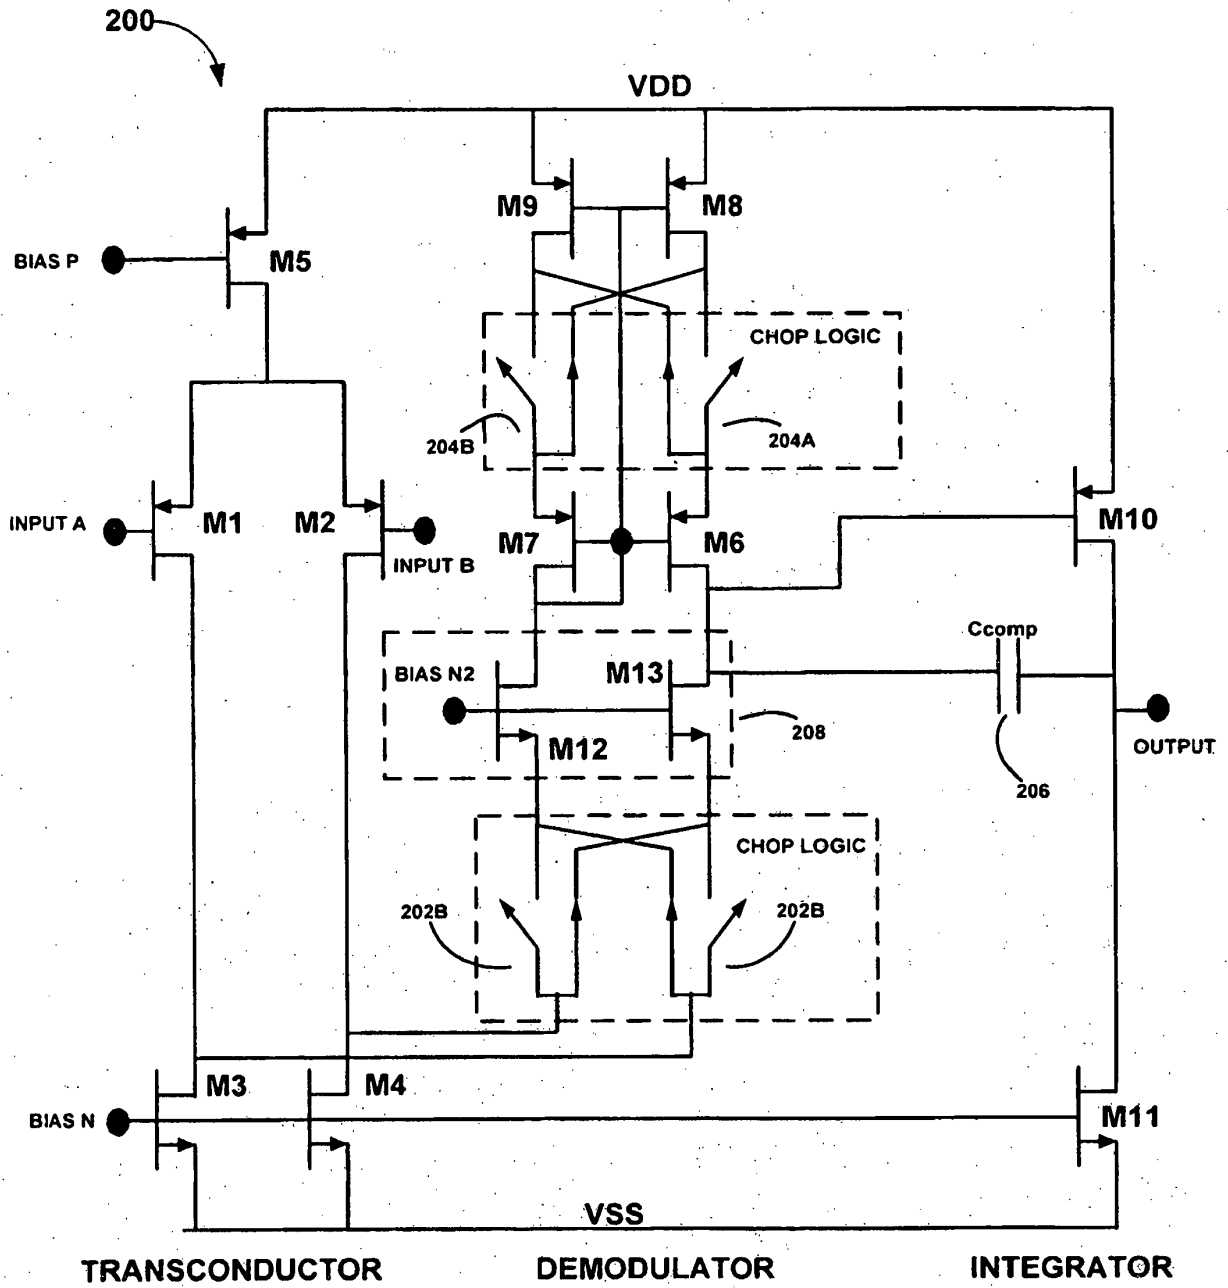 200
VDD
M9
M8
BIAS P
M5
CHOP LOGIC
204B
204A
INPUT A
M1
M2
INPUT B
M7
M6
M10
Ccomp
BIAS N2
M13
M12
208
206
OUTPUT
CHOP LOGIC
202B
202B
M3
M4
BIAS N
M11
VSS
TRANSCONDUCTOR
DEMODULATOR
INTEGRATOR